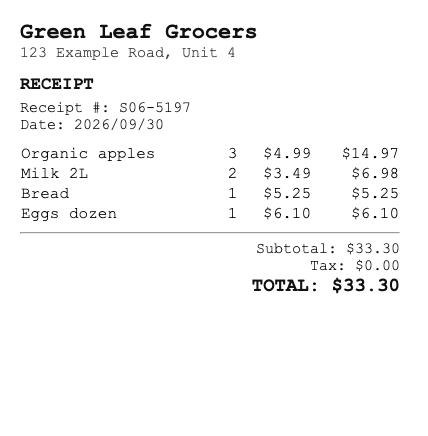 Green Leaf Grocers
123 Example Road, Unit 4
RECEIPT
Receipt #: S06-5197
Date: 2026/09/30
Organic apples 3 $4.99 $14.97
Milk 2L 2 $3.49 $6.98
Bread 1 $5.25 $5.25
Eggs dozen 1 $6.10 $6.10
Subtotal: $33.30
Tax: $0.00
TOTAL: $33.30